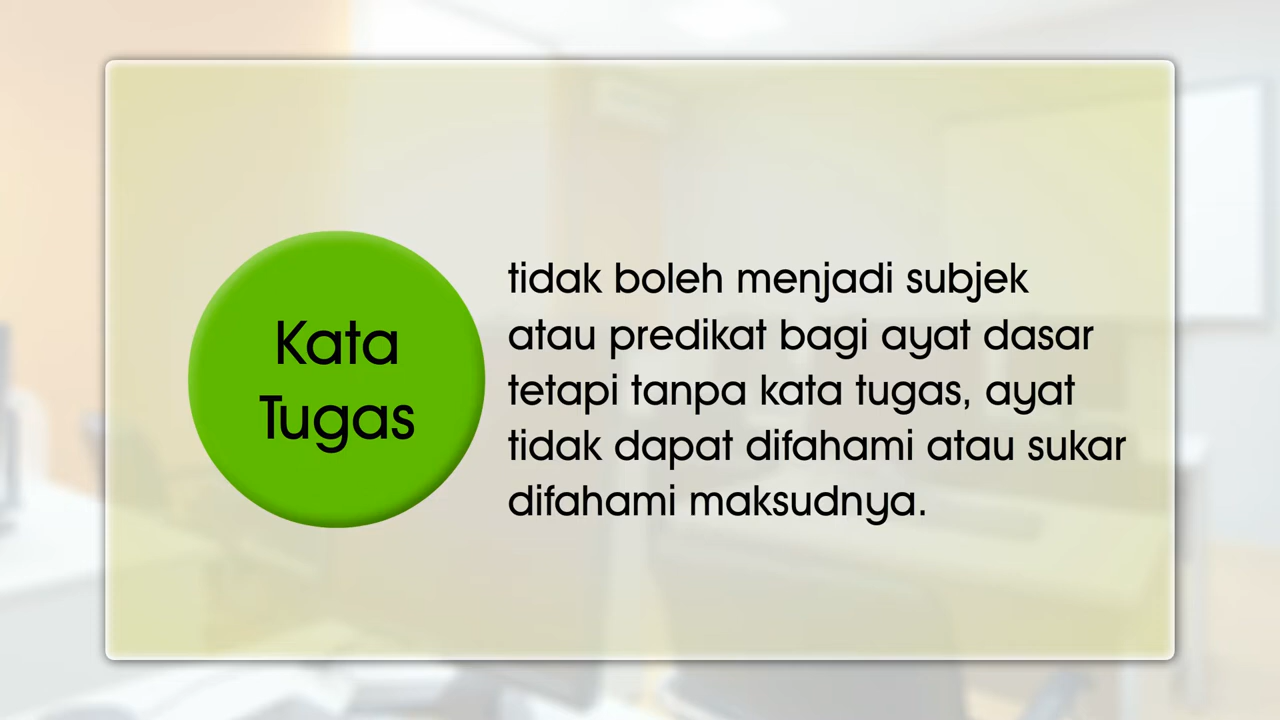 Kata
Tugas
tidak boleh menjadi subjek
atau predikat bagi ayat dasar
tetapi tanpa kata tugas, ayat
tidak dapat difahami atau sukar
difahami maksudnya.